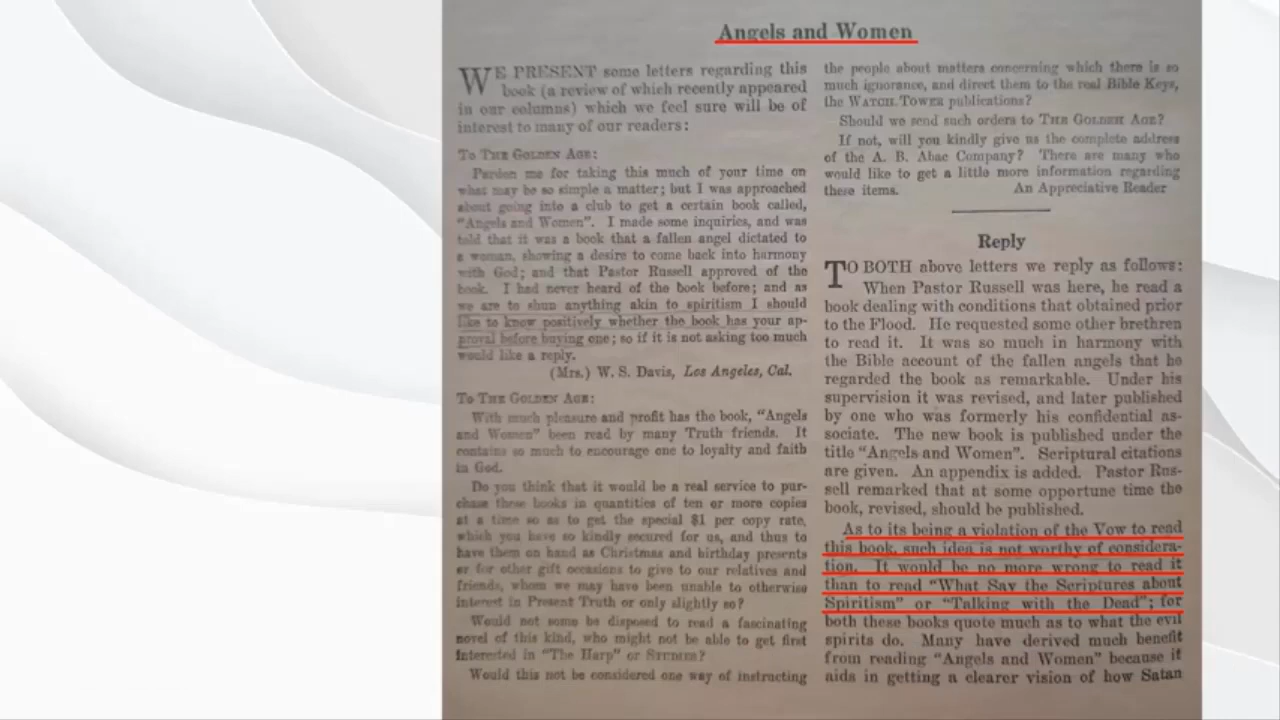 Angels and Women
WE PRESENT some letters regarding this
book (a review of which recently appeared
in our columns) which we feel sure will be of
interest to many of our readers:
To THE GOLDEN AGE:
Pardon me for taking this much of your time on
what may be so simple a matter; but I was approached
about going into a club to get a certain book called,
"Angels and Women". I made some inquiries, and was
told that it was a book that a fallen angel dictated to
a woman, showing a desire to come back into harmony
with God; and that Pastor Russell approved of the
book. I had never heard of the book before; and as
we are to shun anything akin to spiritism I should
like to know positively whether the book has your ap-
proval before buying one; so if it is not asking too much
would like a reply.
(Mrs.) W. S. Davis, Los Angeles, Cal.
To THE GOLDEN AGE:
With much pleasure and profit has the book, "Angels
and Women" been read by many Truth friends. It
contains so much to encourage one to loyalty and faith
in God.
Do you think that it would be a real service to pur-
chase these books in quantities of ten or more copies
at a time so as to get the special $1 per copy rate,
which you have so kindly secured for us, and thus to
have them on hand as Christmas and birthday presents
or for other gift occasions to give to our relatives and
friends, whom we may have been unable to otherwise
interest in Present Truth or only slightly so?
Would not some be disposed to read a fascinating
novel of this kind, who might not be able to get first
interested in "The Harp" or STUDIES?
Would this not be considered one way of instructing
the people about matters concerning which there is so
much ignorance, and direct them to the real Bible Keys,
the WATCH TOWER publications?
Should we send such orders to THE GOLDEN AGE?
If not, will you kindly give us the complete address
of the A. B. Abac Company? There are many who
would like to get a little more information regarding
these items. An Appreciative Reader
Reply
TO BOTH above letters we reply as follows:
When Pastor Russell was here, he read a
book dealing with conditions that obtained prior
to the Flood. He requested some other brethren
to read it. It was so much in harmony with
the Bible account of the fallen angels that he
regarded the book as remarkable. Under his
supervision it was revised, and later published
by one who was formerly his confidential as-
sociate. The new book is published under the
title "Angels and Women". Scriptural citations
are given. An appendix is added. Pastor Rus-
sell remarked that at some opportune time the
book, revised, should be published.
As to its being a violation of the Vow to read
this book, such idea is not worthy of considera-
tion. It would be no more wrong to read it
than to read "What Say the Scriptures about
Spiritism" or "Talking with the Dead"; for
both these books quote much as to what the evil
spirits do. Many have derived much benefit
from reading "Angels and Women" because it
aids in getting a clearer vision of how Satan